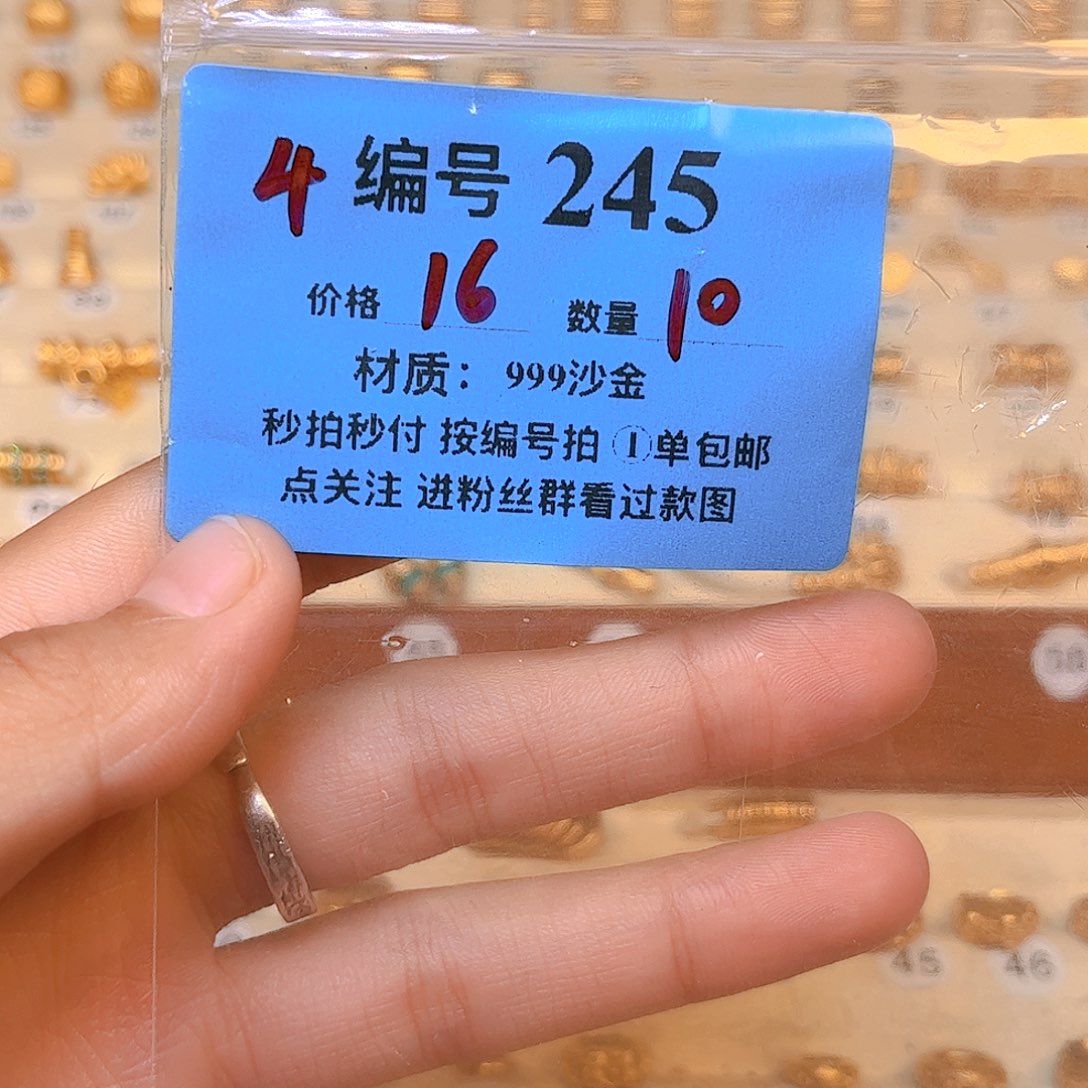 4 编号 245
价格 16 数量 10
材质：999沙金
秒拍秒付 按编号拍 ①单包邮
点关注 进粉丝群看过款图
45 46